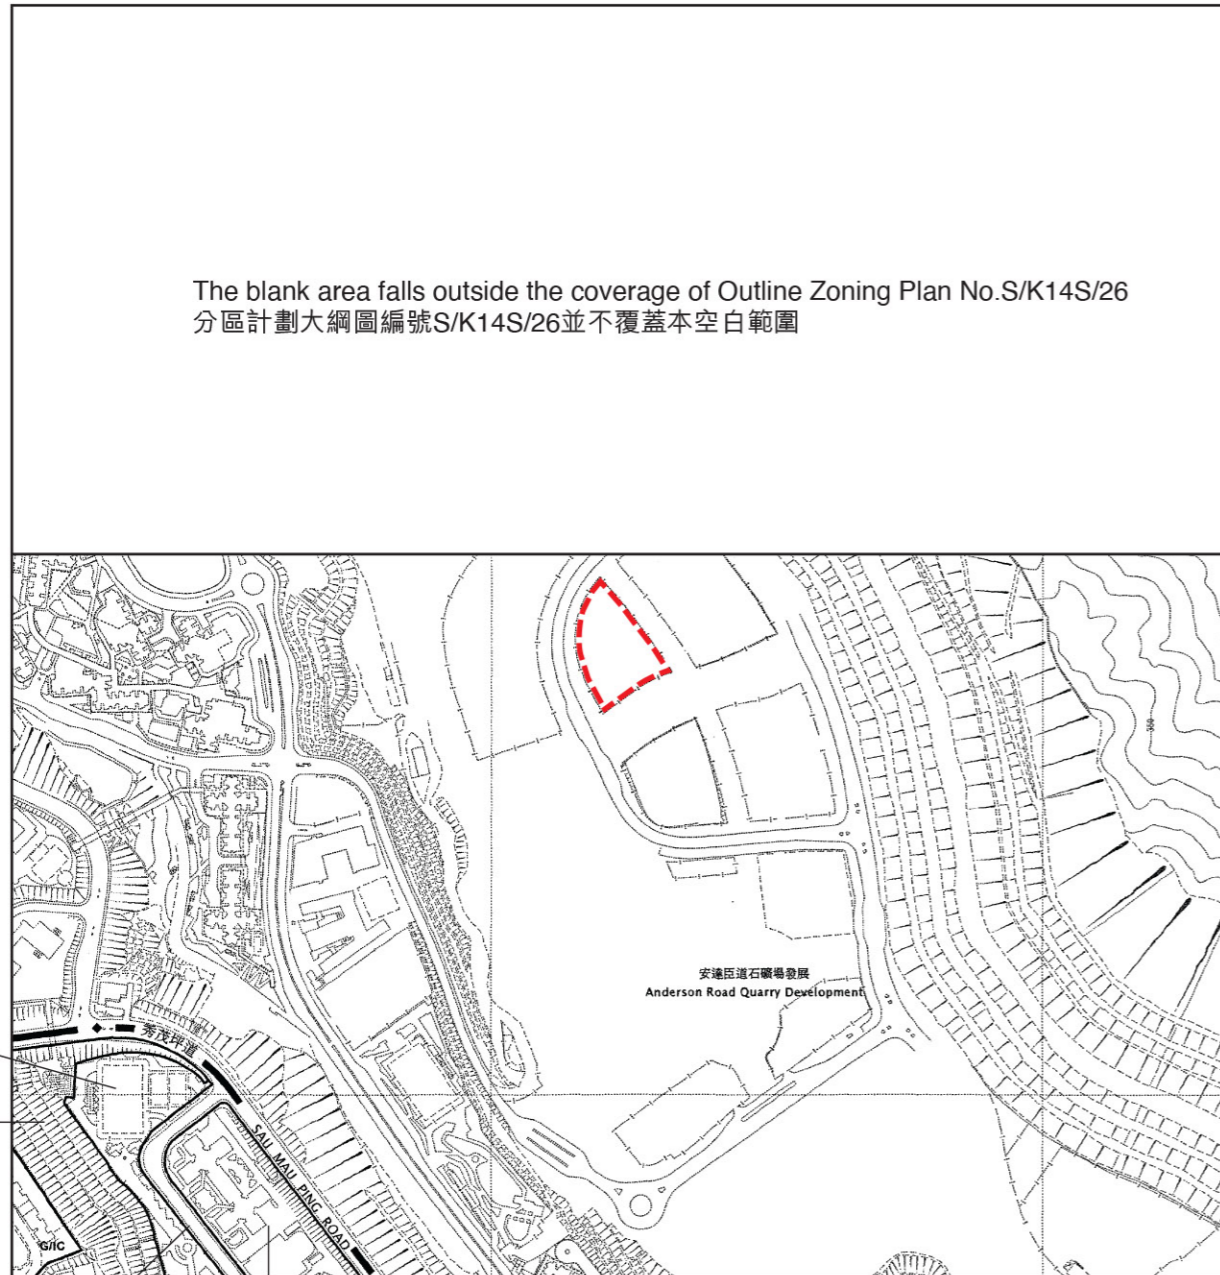 The blank area falls outside the coverage of Outline Zoning Plan No.S/K14S/26
分區計劃大綱圖編號S/K14S/26並不覆蓋本空白範圍
安達臣道石礦場發展
Anderson Road Quarry Development
秀茂坪道
SAU MAU PING ROAD
G/IC